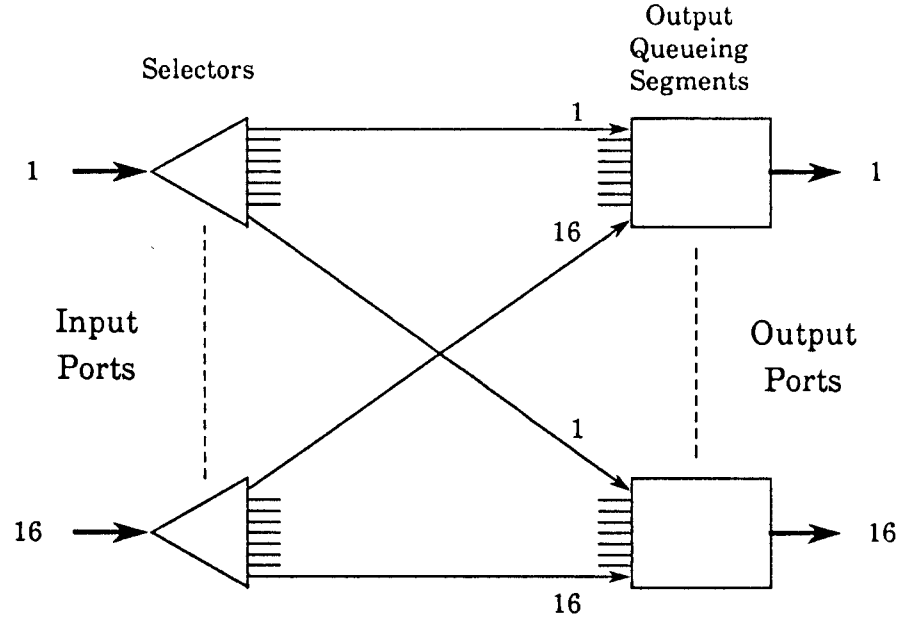 Output
Queueing
Segments
Selectors
1
1
1
16
Input
Ports
Output
Ports
1
16
16
16